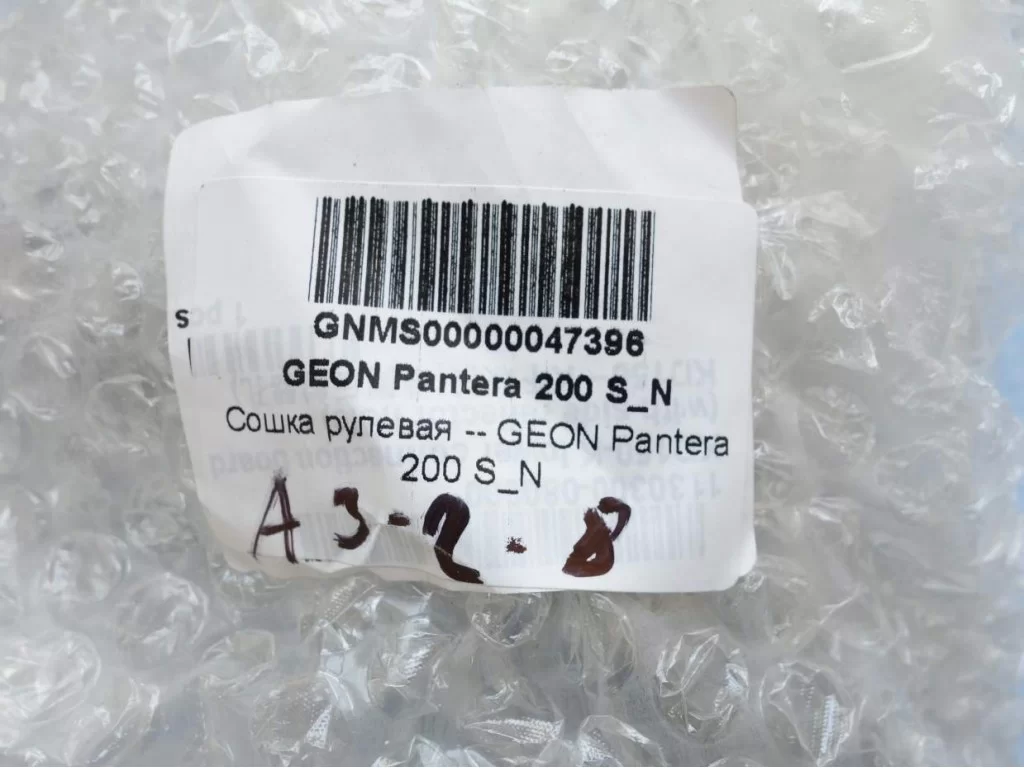 GNMS00000047396
GEON Pantera 200 S_N
Сошка рулевая -- GEON Pantera
200 S_N
A3-2-8
s